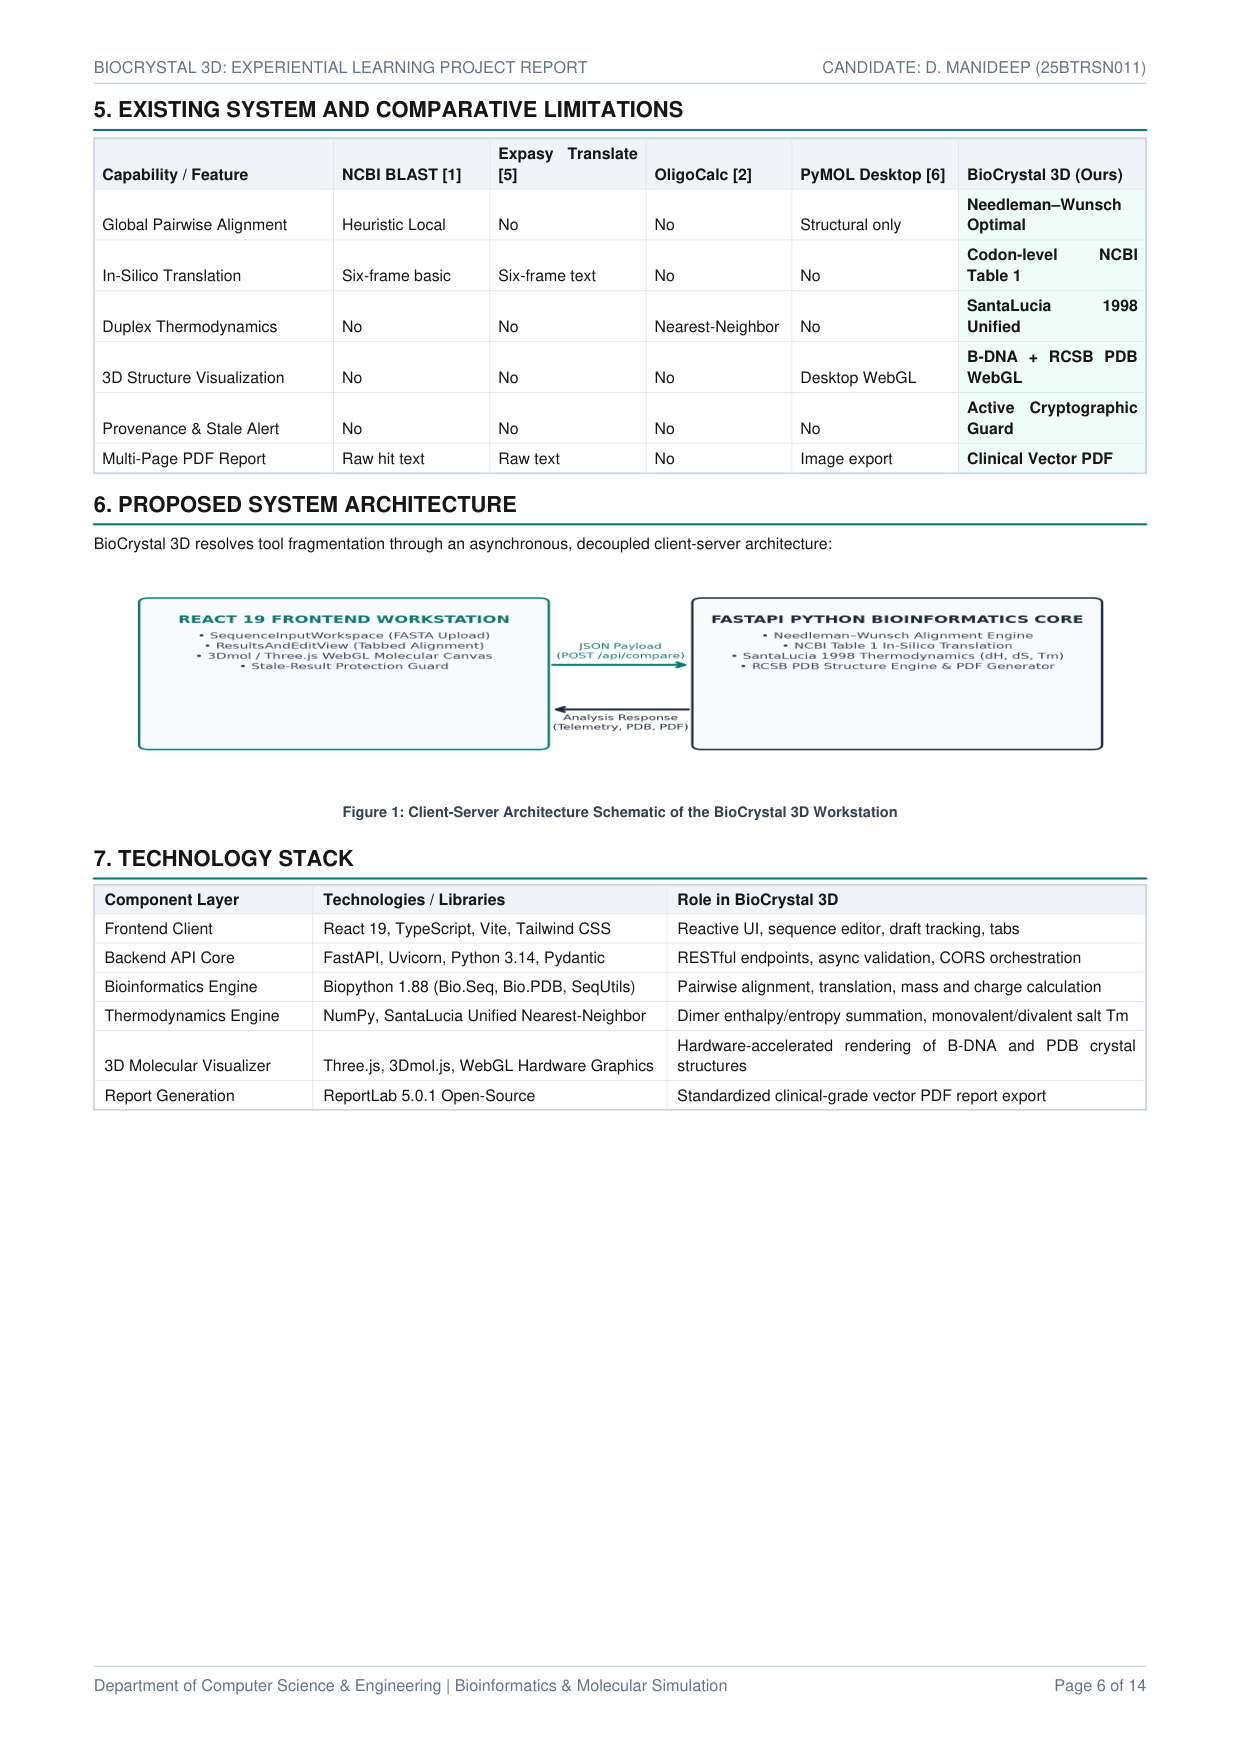 BIOCRYSTAL 3D: EXPERIENTIAL LEARNING PROJECT REPORT CANDIDATE: D. MANIDEEP (25BTRSN011)
5. EXISTING SYSTEM AND COMPARATIVE LIMITATIONS
Capability / Feature NCBI BLAST [1] Expasy Translate [5] OligoCalc [2] PyMOL Desktop [6] BioCrystal 3D (Ours)
Global Pairwise Alignment Heuristic Local No No Structural only Needleman–Wunsch Optimal
In-Silico Translation Six-frame basic Six-frame text No No Codon-level NCBI Table 1
Duplex Thermodynamics No No Nearest-Neighbor No SantaLucia 1998 Unified
3D Structure Visualization No No No Desktop WebGL B-DNA + RCSB PDB WebGL
Provenance & Stale Alert No No No No Active Cryptographic Guard
Multi-Page PDF Report Raw hit text Raw text No Image export Clinical Vector PDF
6. PROPOSED SYSTEM ARCHITECTURE
BioCrystal 3D resolves tool fragmentation through an asynchronous, decoupled client-server architecture:
REACT 19 FRONTEND WORKSTATION
• SequenceInputWorkspace (FASTA Upload)
• ResultsAndEditView (Tabbed Alignment)
• 3Dmol / Three.js WebGL Molecular Canvas
• Stale-Result Protection Guard
JSON Payload
(POST /api/compare)
Analysis Response
(Telemetry, PDB, PDF)
FASTAPI PYTHON BIOINFORMATICS CORE
• Needleman–Wunsch Alignment Engine
• NCBI Table 1 In-Silico Translation
• SantaLucia 1998 Thermodynamics (dH, dS, Tm)
• RCSB PDB Structure Engine & PDF Generator
Figure 1: Client-Server Architecture Schematic of the BioCrystal 3D Workstation
7. TECHNOLOGY STACK
Component Layer Technologies / Libraries Role in BioCrystal 3D
Frontend Client React 19, TypeScript, Vite, Tailwind CSS Reactive UI, sequence editor, draft tracking, tabs
Backend API Core FastAPI, Uvicorn, Python 3.14, Pydantic RESTful endpoints, async validation, CORS orchestration
Bioinformatics Engine Biopython 1.88 (Bio.Seq, Bio.PDB, SeqUtils) Pairwise alignment, translation, mass and charge calculation
Thermodynamics Engine NumPy, SantaLucia Unified Nearest-Neighbor Dimer enthalpy/entropy summation, monovalent/divalent salt Tm
3D Molecular Visualizer Three.js, 3Dmol.js, WebGL Hardware Graphics Hardware-accelerated rendering of B-DNA and PDB crystal structures
Report Generation ReportLab 5.0.1 Open-Source Standardized clinical-grade vector PDF report export
Department of Computer Science & Engineering | Bioinformatics & Molecular Simulation Page 6 of 14